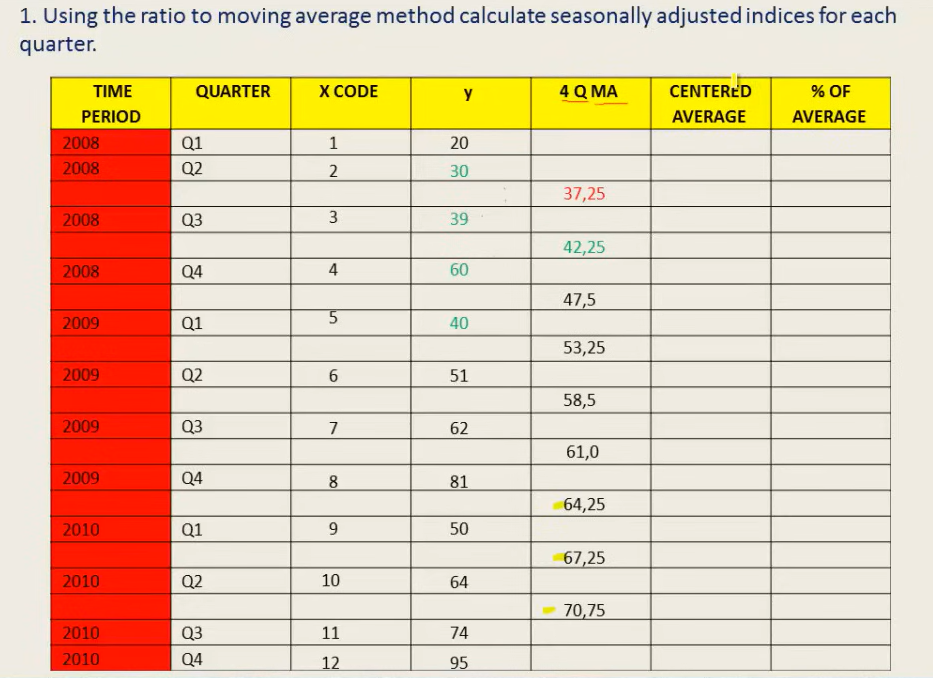 1. Using the ratio to moving average method calculate seasonally adjusted indices for each
quarter.
TIME PERIOD QUARTER X CODE y 4 Q MA CENTERED AVERAGE % OF AVERAGE
2008 Q1 1 20
2008 Q2 2 30
37,25
2008 Q3 3 39
42,25
2008 Q4 4 60
47,5
2009 Q1 5 40
53,25
2009 Q2 6 51
58,5
2009 Q3 7 62
61,0
2009 Q4 8 81
64,25
2010 Q1 9 50
67,25
2010 Q2 10 64
70,75
2010 Q3 11 74
2010 Q4 12 95